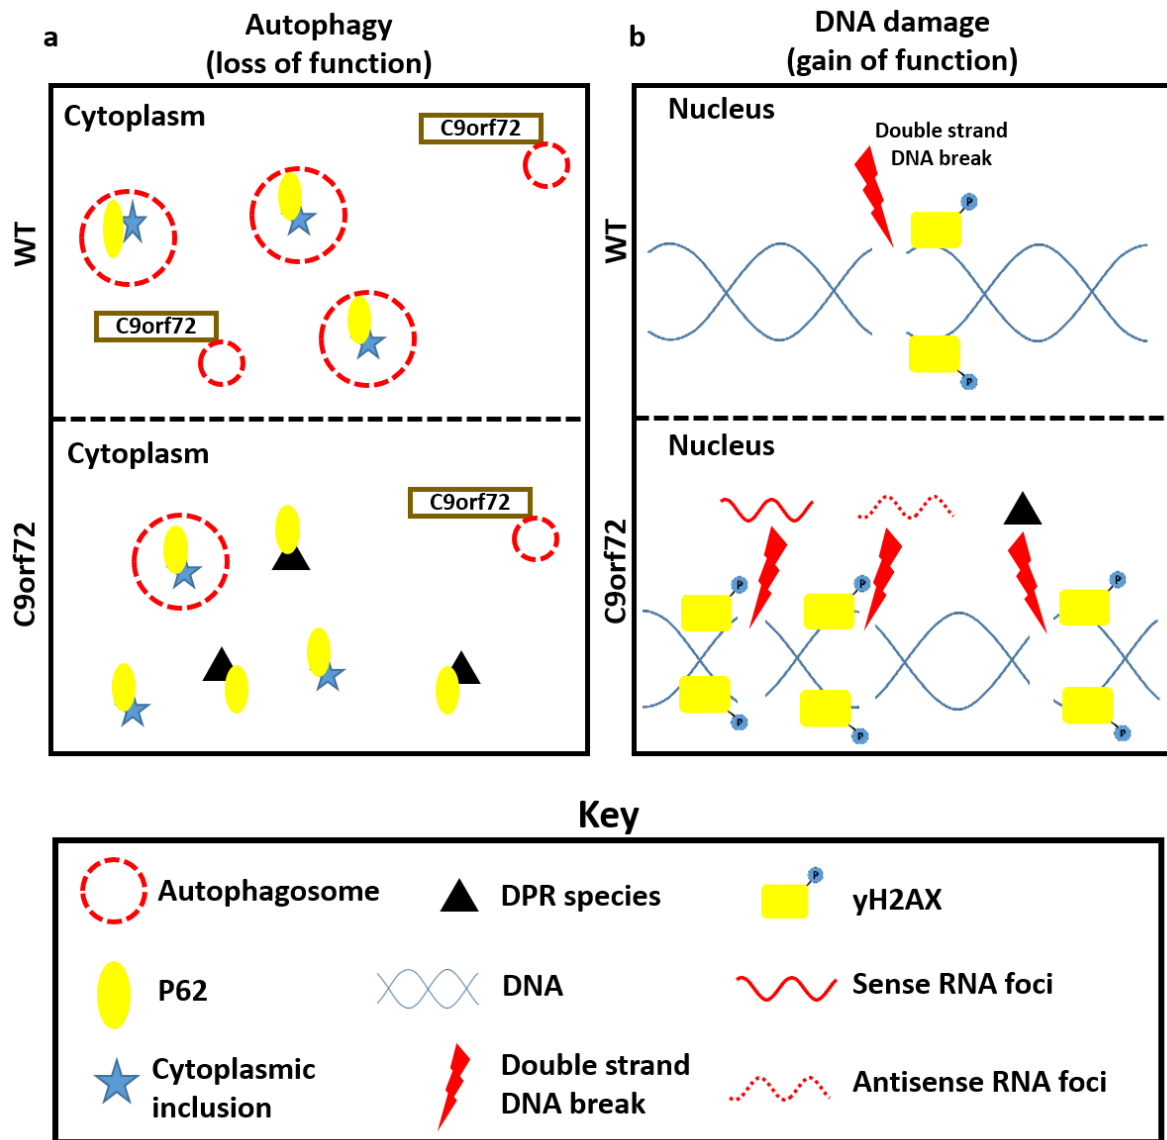 a
Autophagy
(loss of function)
b
DNA damage
(gain of function)
WT
Cytoplasm
C9orf72
C9orf72
Nucleus
Double strand
DNA break
P
P
C9orf72
Cytoplasm
C9orf72
Nucleus
P
P
P
P
P
P
Key
Autophagosome
DPR species
P
yH2AX
P62
DNA
Sense RNA foci
Cytoplasmic
inclusion
Double strand
DNA break
Antisense RNA foci